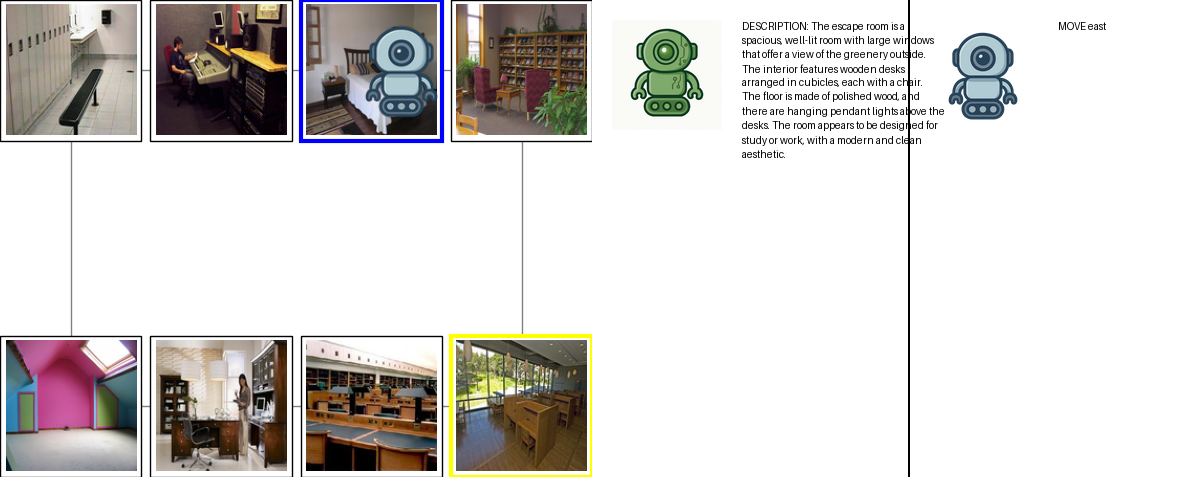 DESCRIPTION: The escape room is a
spacious, well-lit room with large windows
that offer a view of the greenery outside.
The interior features wooden desks
arranged in cubicles, each with a chair.
The floor is made of polished wood, and
there are hanging pendant lights above the
desks. The room appears to be designed for
study or work, with a modern and clean
aesthetic.
MOVE east